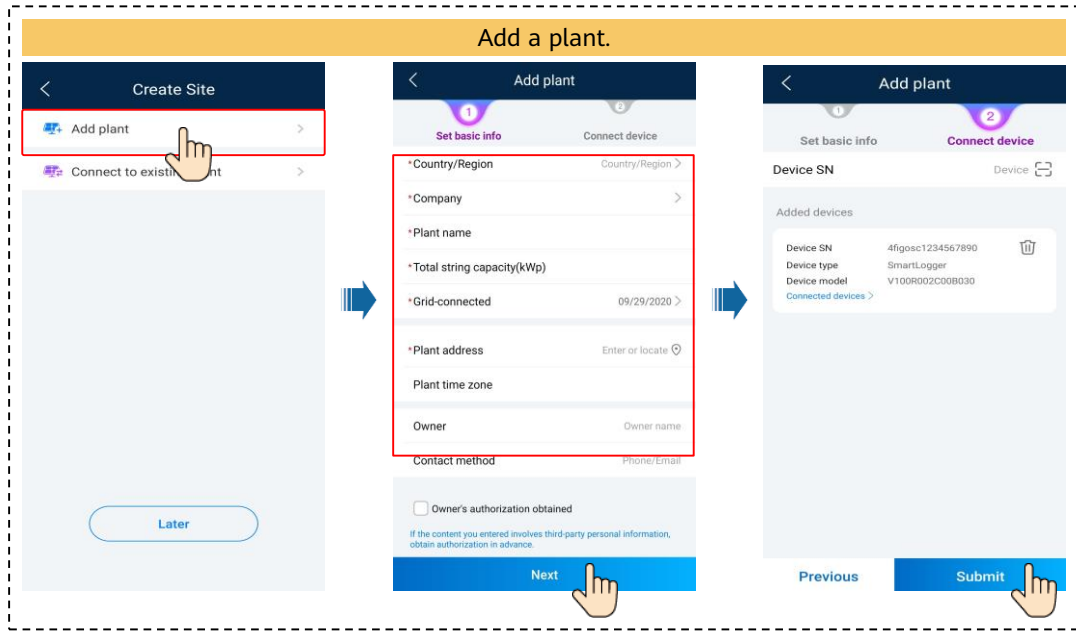 Add a plant.
Create Site
Add plant
Connect to existin nt
Later
Add plant
1
2
Set basic info
Connect device
*Country/Region
Country/Region
*Company
*Plant name
*Total string capacity(kWp)
*Grid-connected
09/29/2020
*Plant address
Enter or locate
Plant time zone
Owner
Owner name
Contact method
Phone/Email
Owner's authorization obtained
If the content you entered involves third-party personal information,
obtain authorization in advance.
Next
Add plant
1
2
Set basic info
Connect device
Device SN
Device
Added devices
Device SN
4figosc1234567890
Device type
SmartLogger
Device model
V100R002C00B030
Connected devices >
Previous
Submit